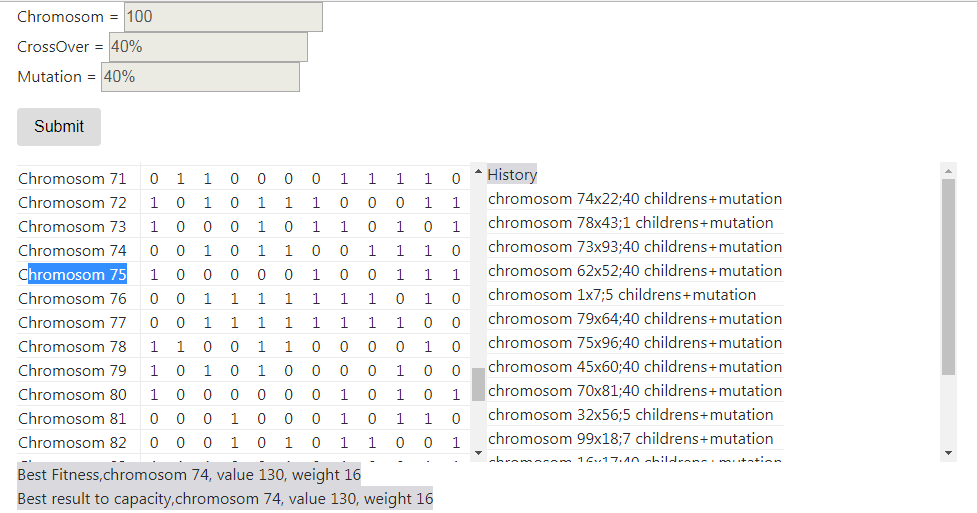 Chromosom = 100
CrossOver = 40%
Mutation = 40%
Submit
Chromosom 71 0 1 1 0 0 0 0 1 1 1 1 0
Chromosom 72 1 0 0 0 1 1 1 0 0 0 1 1
Chromosom 73 1 0 0 0 1 0 1 1 0 1 0 1
Chromosom 74 0 0 1 0 1 1 0 0 1 1 1 0
Chromosom 75 1 0 0 0 0 0 1 0 0 1 1 1
Chromosom 76 0 0 1 1 1 1 1 1 1 0 1 0
Chromosom 77 0 0 1 1 1 1 1 1 1 1 0 0
Chromosom 78 1 1 0 0 1 1 0 0 0 0 1 0
Chromosom 79 1 0 1 0 1 0 0 0 0 1 0 0
Chromosom 80 1 0 0 0 0 0 0 1 0 1 0 1
Chromosom 81 0 0 0 1 0 0 0 1 0 1 1 0
Chromosom 82 0 0 0 1 0 1 0 1 1 0 0 1
History
chromosom 74x22;40 childrens+mutation
chromosom 78x43;1 childrens+mutation
chromosom 73x93;40 childrens+mutation
chromosom 62x52;40 childrens+mutation
chromosom 1x7;5 childrens+mutation
chromosom 79x64;40 childrens+mutation
chromosom 75x96;40 childrens+mutation
chromosom 45x60;40 childrens+mutation
chromosom 70x81;40 childrens+mutation
chromosom 32x56;5 childrens+mutation
chromosom 99x18;7 childrens+mutation
chromosom 16x17;40 childrens+mutation
Best Fitness,chromosom 74, value 130, weight 16
Best result to capacity,chromosom 74, value 130, weight 16